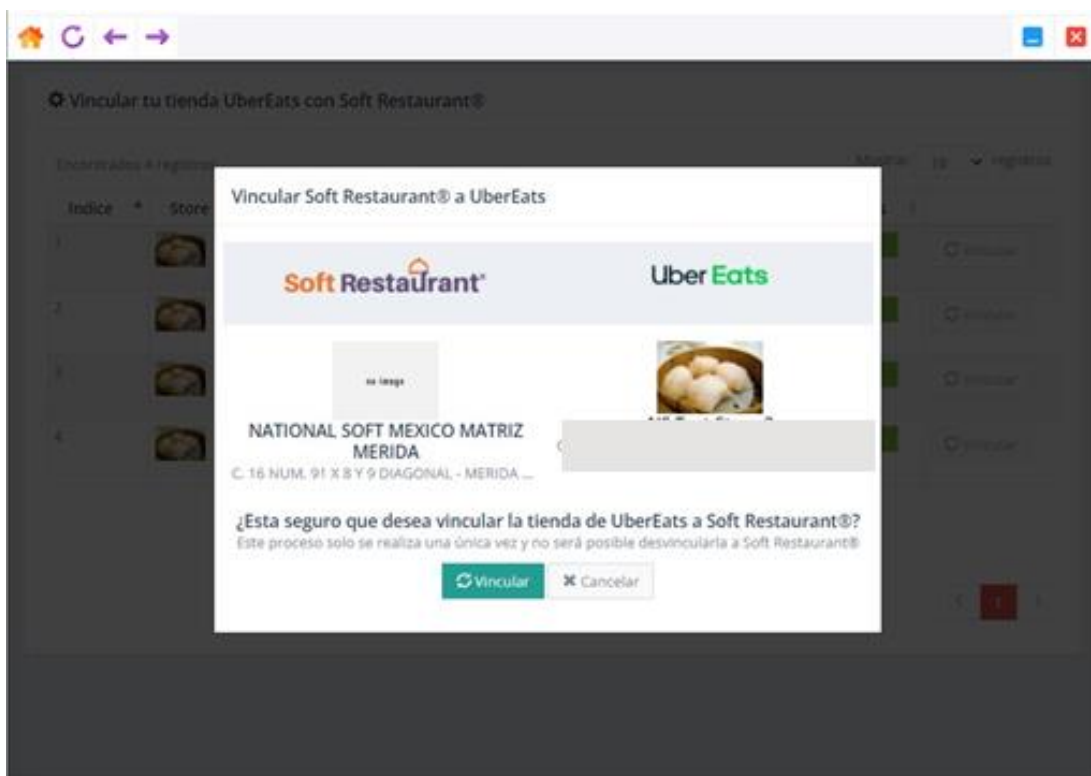 Vincular tu tienda UberEats con Soft Restaurant®
Encontrados 4 registros
Mostrar 10 registros
Indice
Store
Vincular Soft Restaurant® a UberEats
Soft Restaurant®
Uber Eats
1
Vincular
2
Vincular
3
Vincular
4
Vincular
no image
NATIONAL SOFT MEXICO MATRIZ
MERIDA
C. 16 NUM. 91 X 8 Y 9 DIAGONAL - MERIDA ...
¿Esta seguro que desea vincular la tienda de UberEats a Soft Restaurant®?
Este proceso solo se realiza una única vez y no será posible desvincularla a Soft Restaurant®
Vincular
Cancelar
1